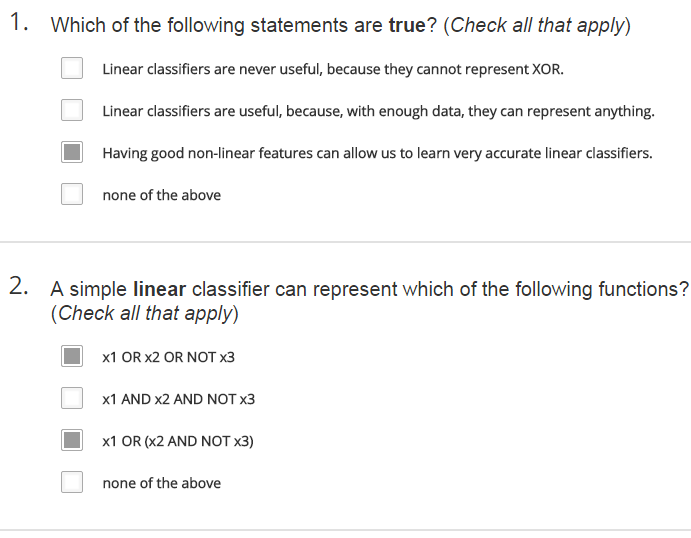 1. Which of the following statements are true? (Check all that apply)
Linear classifiers are never useful, because they cannot represent XOR.
Linear classifiers are useful, because, with enough data, they can represent anything.
Having good non-linear features can allow us to learn very accurate linear classifiers.
none of the above
2. A simple linear classifier can represent which of the following functions?
(Check all that apply)
x1 OR x2 OR NOT x3
x1 AND x2 AND NOT x3
x1 OR (x2 AND NOT x3)
none of the above